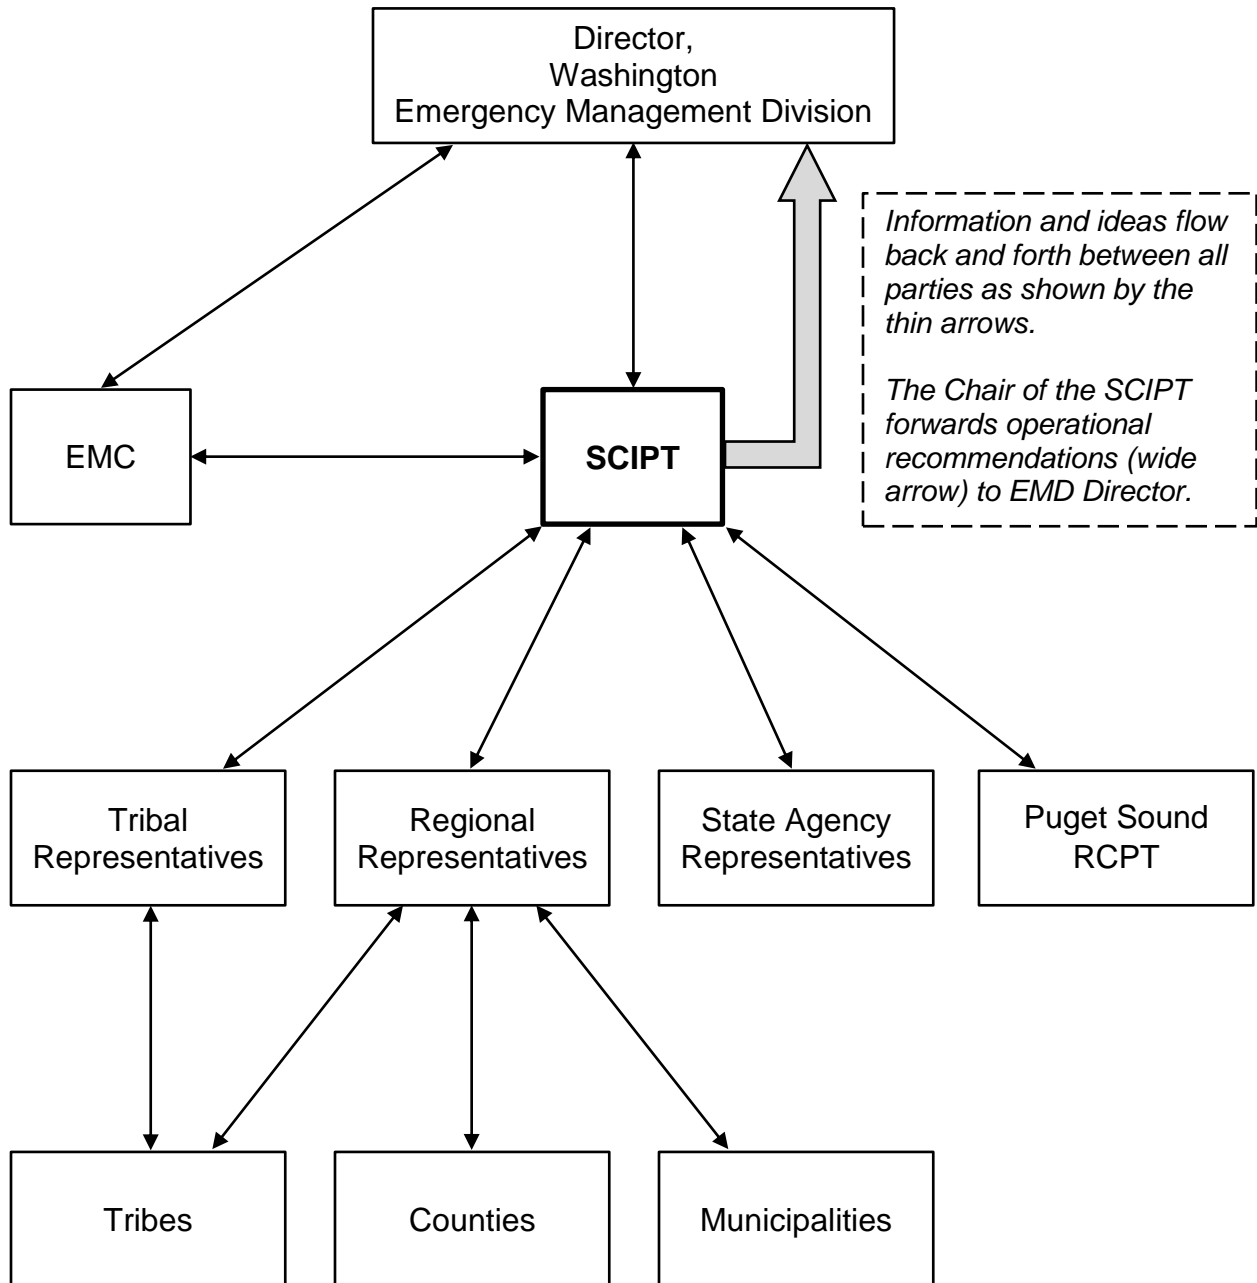 Director,
Washington
Emergency Management Division
Information and ideas flow
back and forth between all
parties as shown by the
thin arrows.
The Chair of the SCIPT
forwards operational
recommendations (wide
arrow) to EMD Director.
EMC
SCIPT
Tribal
Representatives
Regional
Representatives
State Agency
Representatives
Puget Sound
RCPT
Tribes
Counties
Municipalities